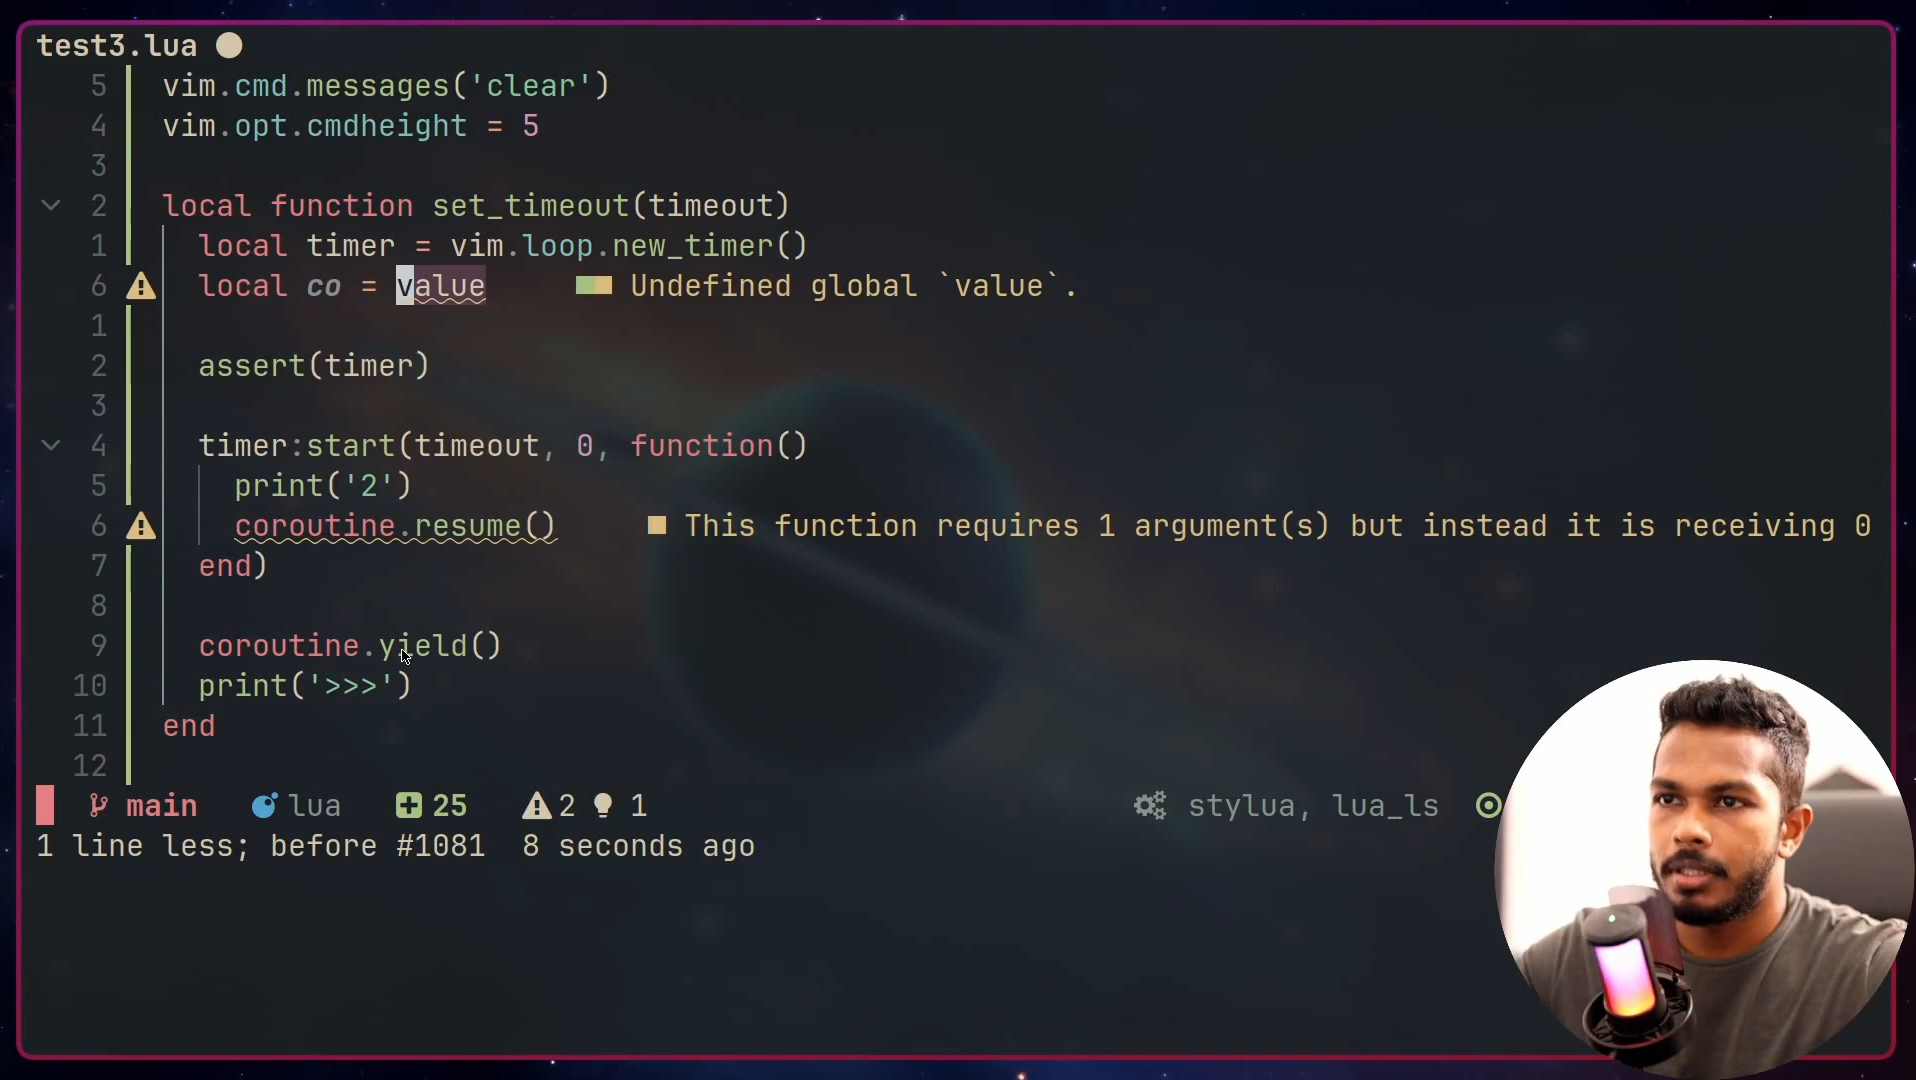 test3.lua
5 vim.cmd.messages('clear')
4 vim.opt.cmdheight = 5
3
2 local function set_timeout(timeout)
1 local timer = vim.loop.new_timer()
6 local co = value Undefined global `value`.
1
2 assert(timer)
3
4 timer:start(timeout, 0, function()
5 print('2')
6 coroutine.resume() This function requires 1 argument(s) but instead it is receiving 0
7 end)
8
9 coroutine.yield()
10 print('>>>')
11 end
12
main lua 25 2 1 stylua, lua_ls
1 line less; before #1081 8 seconds ago